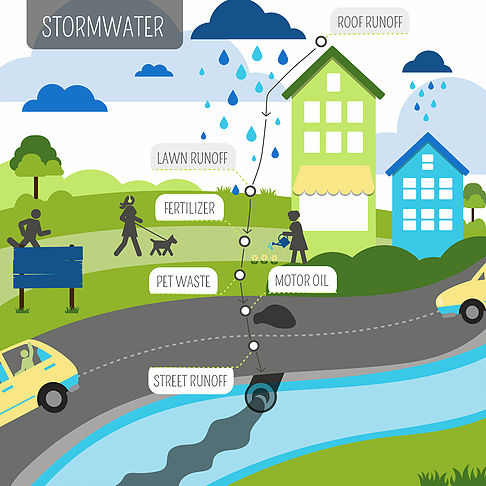 STORMWATER
ROOF RUNOFF
LAWN RUNOFF
FERTILIZER
PET WASTE
MOTOR OIL
STREET RUNOFF